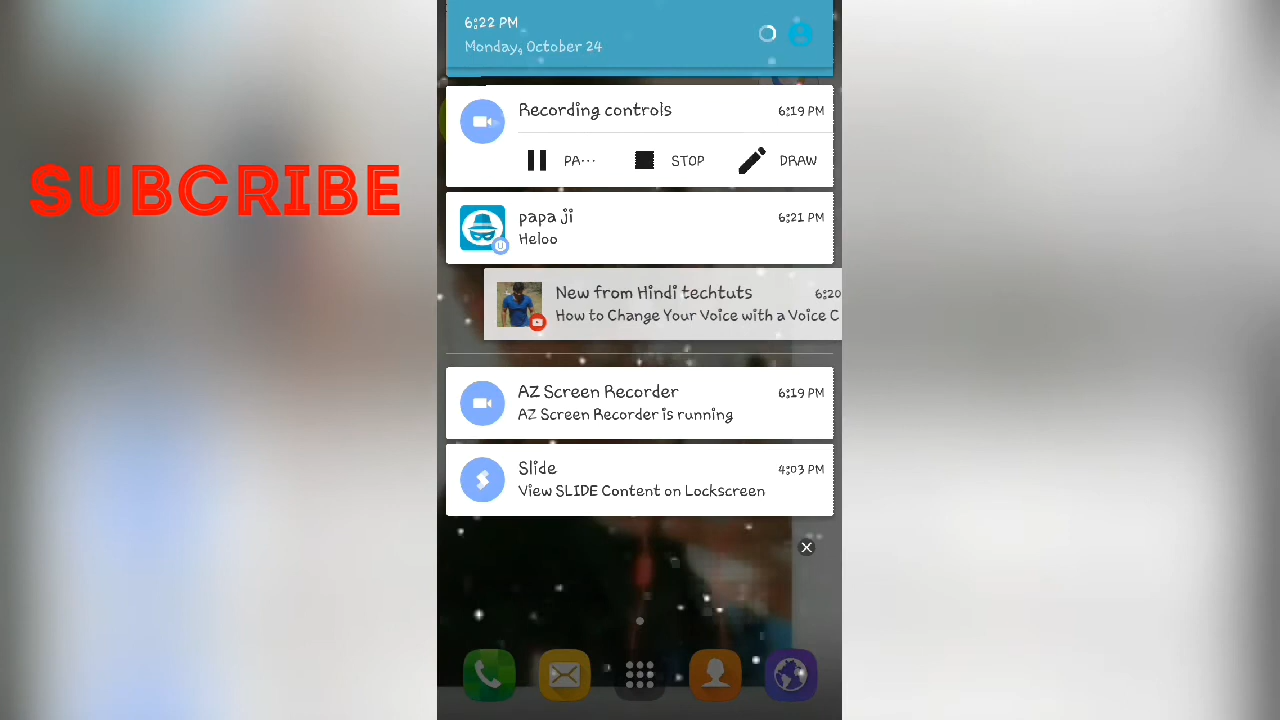 SUBCRIBE
6:22 PM
Monday, October 24
Recording controls 6:19 PM
PA... STOP DRAW
papa ji 6:21 PM
Heloo
New from Hindi techtuts 6:20
How to Change Your Voice with a Voice C
AZ Screen Recorder 6:19 PM
AZ Screen Recorder is running
Slide 4:03 PM
View SLIDE Content on Lockscreen